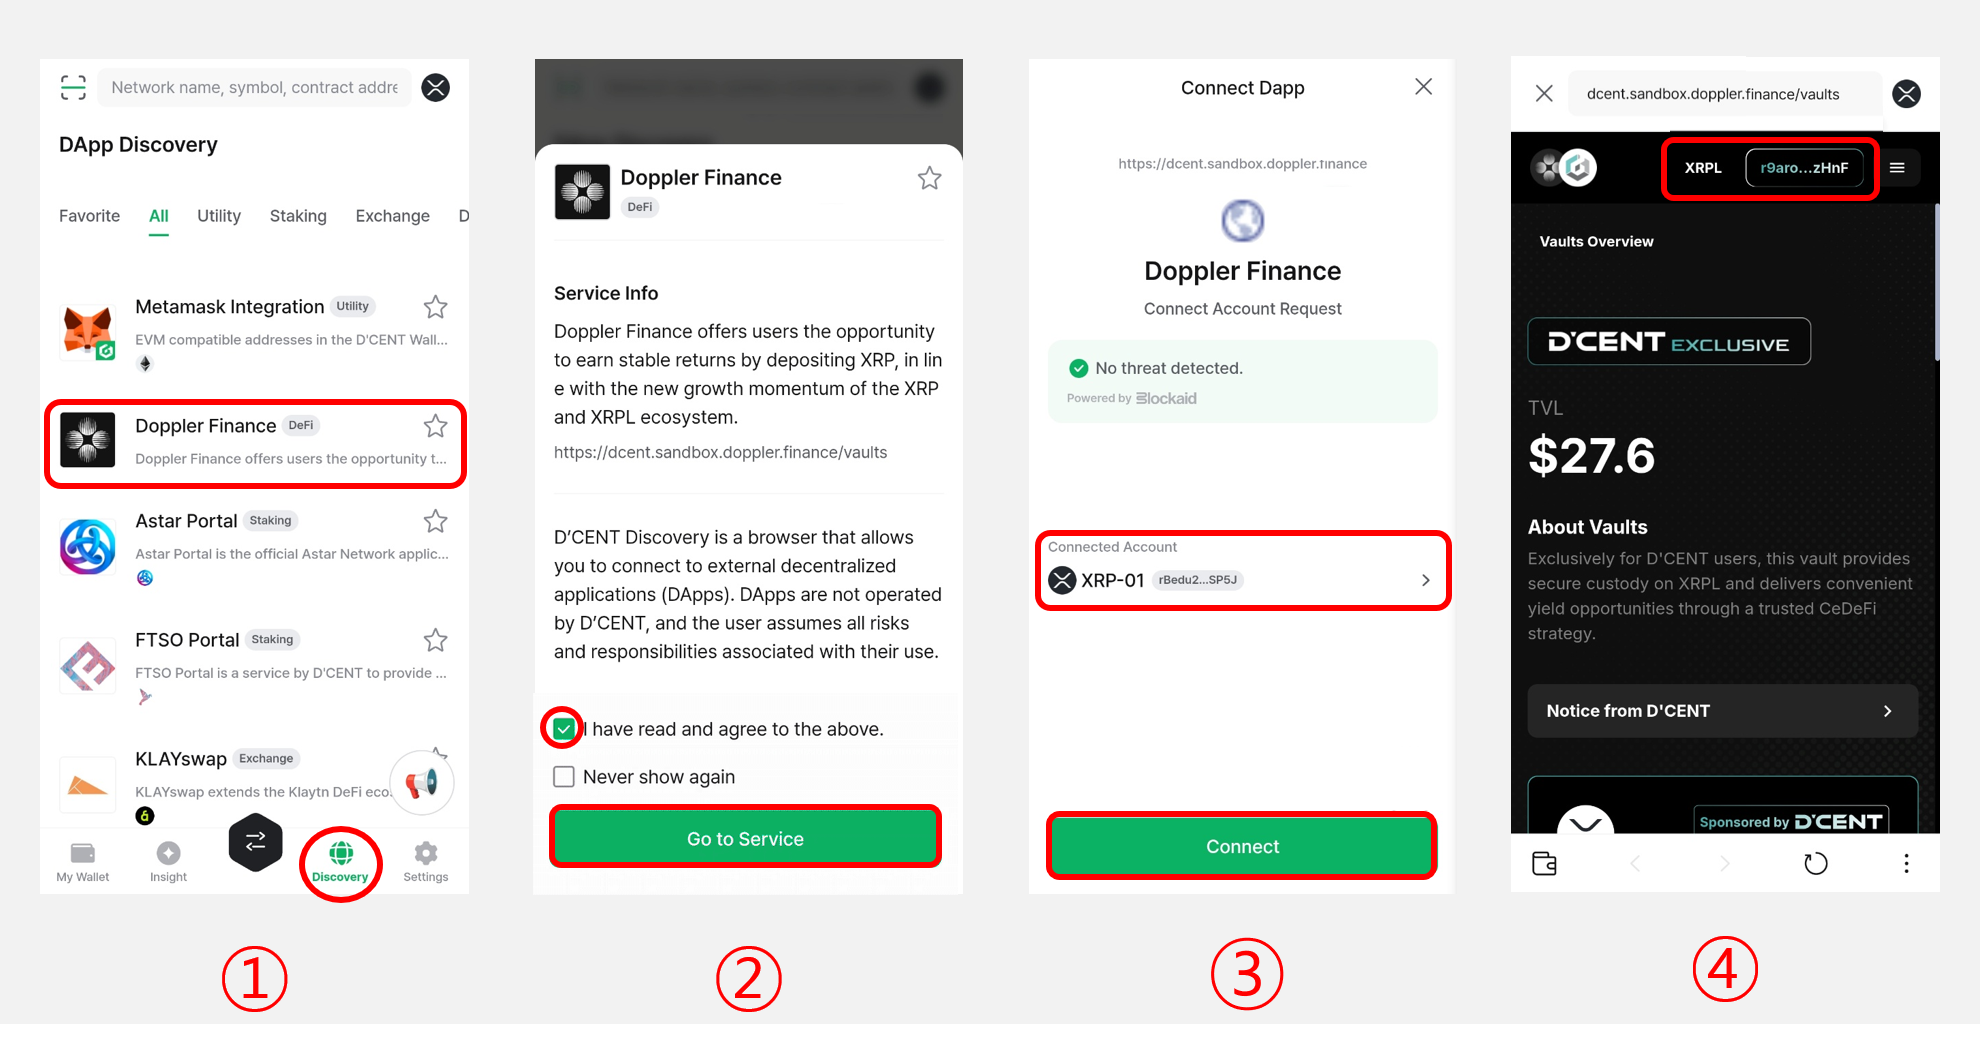 Network name, symbol, contract addre
DApp Discovery
Favorite All Utility Staking Exchange D
Metamask Integration Utility
EVM compatible addresses in the D'CENT Wall...
Doppler Finance DeFi
Doppler Finance offers users the opportunity t...
Astar Portal Staking
Astar Portal is the official Astar Network applic...
FTSO Portal Staking
FTSO Portal is a service by D'CENT to provide ...
KLAYswap Exchange
KLAYswap extends the Klaytn DeFi eco
My Wallet Insight Discovery Settings
①
Doppler Finance
DeFi
Service Info
Doppler Finance offers users the opportunity
to earn stable returns by depositing XRP, in lin
e with the new growth momentum of the XRP
and XRPL ecosystem.
https://dcent.sandbox.doppler.finance/vaults
D'CENT Discovery is a browser that allows
you to connect to external decentralized
applications (DApps). DApps are not operated
by D'CENT, and the user assumes all risks
and responsibilities associated with their use.
I have read and agree to the above.
Never show again
Go to Service
②
Connect Dapp
https://dcent.sandbox.doppler.finance
Doppler Finance
Connect Account Request
No threat detected.
Powered by Blockaid
Connected Account
XRP-01 rBedu2...SP5J
Connect
③
dcent.sandbox.doppler.finance/vaults
XRPL r9aro...zHnF
Vaults Overview
D'CENT EXCLUSIVE
TVL
$27.6
About Vaults
Exclusively for D'CENT users, this vault provides
secure custody on XRPL and delivers convenient
yield opportunities through a trusted CeDeFi
strategy.
Notice from D'CENT
Sponsored by D'CENT
④